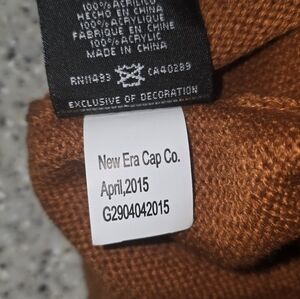 100% ACRILICO
HECHO EN CHINA
100% ACRYLIQUE
FABRIQUE EN CHINE
100% ACRYLIC
MADE IN CHINA
RN11493 CA40289
EXCLUSIVE OF DECORATION
New Era Cap Co.
April,2015
G2904042015